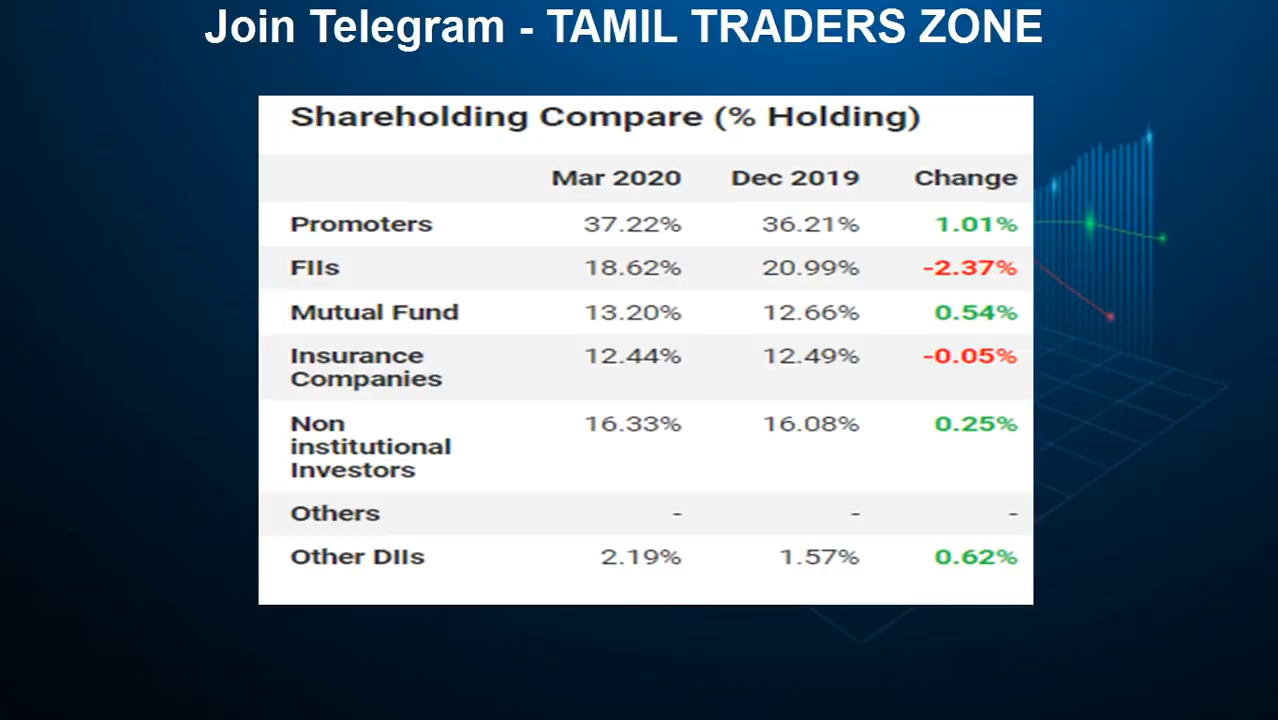 Join Telegram - TAMIL TRADERS ZONE
Shareholding Compare (% Holding)
Mar 2020 Dec 2019 Change
Promoters 37.22% 36.21% 1.01%
FIIs 18.62% 20.99% -2.37%
Mutual Fund 13.20% 12.66% 0.54%
Insurance 12.44% 12.49% -0.05%
Companies
Non 16.33% 16.08% 0.25%
institutional
Investors
Others - - -
Other DIIs 2.19% 1.57% 0.62%